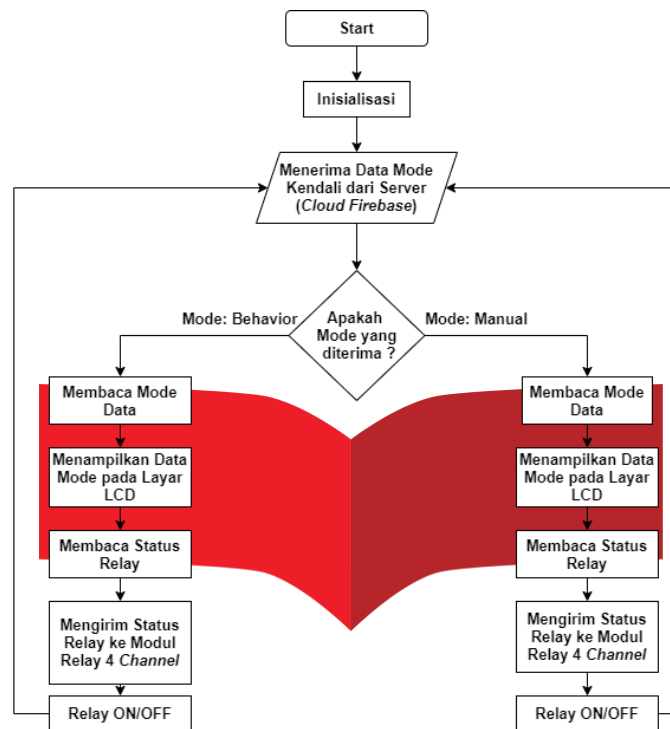 Start
Inisialisasi
Menerima Data Mode
Kendali dari Server
(Cloud Firebase)
Mode: Behavior
Apakah
Mode yang
diterima ?
Mode: Manual
Membaca Mode
Data
Menampilkan Data
Mode pada Layar
LCD
Membaca Status
Relay
Mengirim Status
Relay ke Modul
Relay 4 Channel
Relay ON/OFF
Membaca Mode
Data
Menampilkan Data
Mode pada Layar
LCD
Membaca Status
Relay
Mengirim Status
Relay ke Modul
Relay 4 Channel
Relay ON/OFF